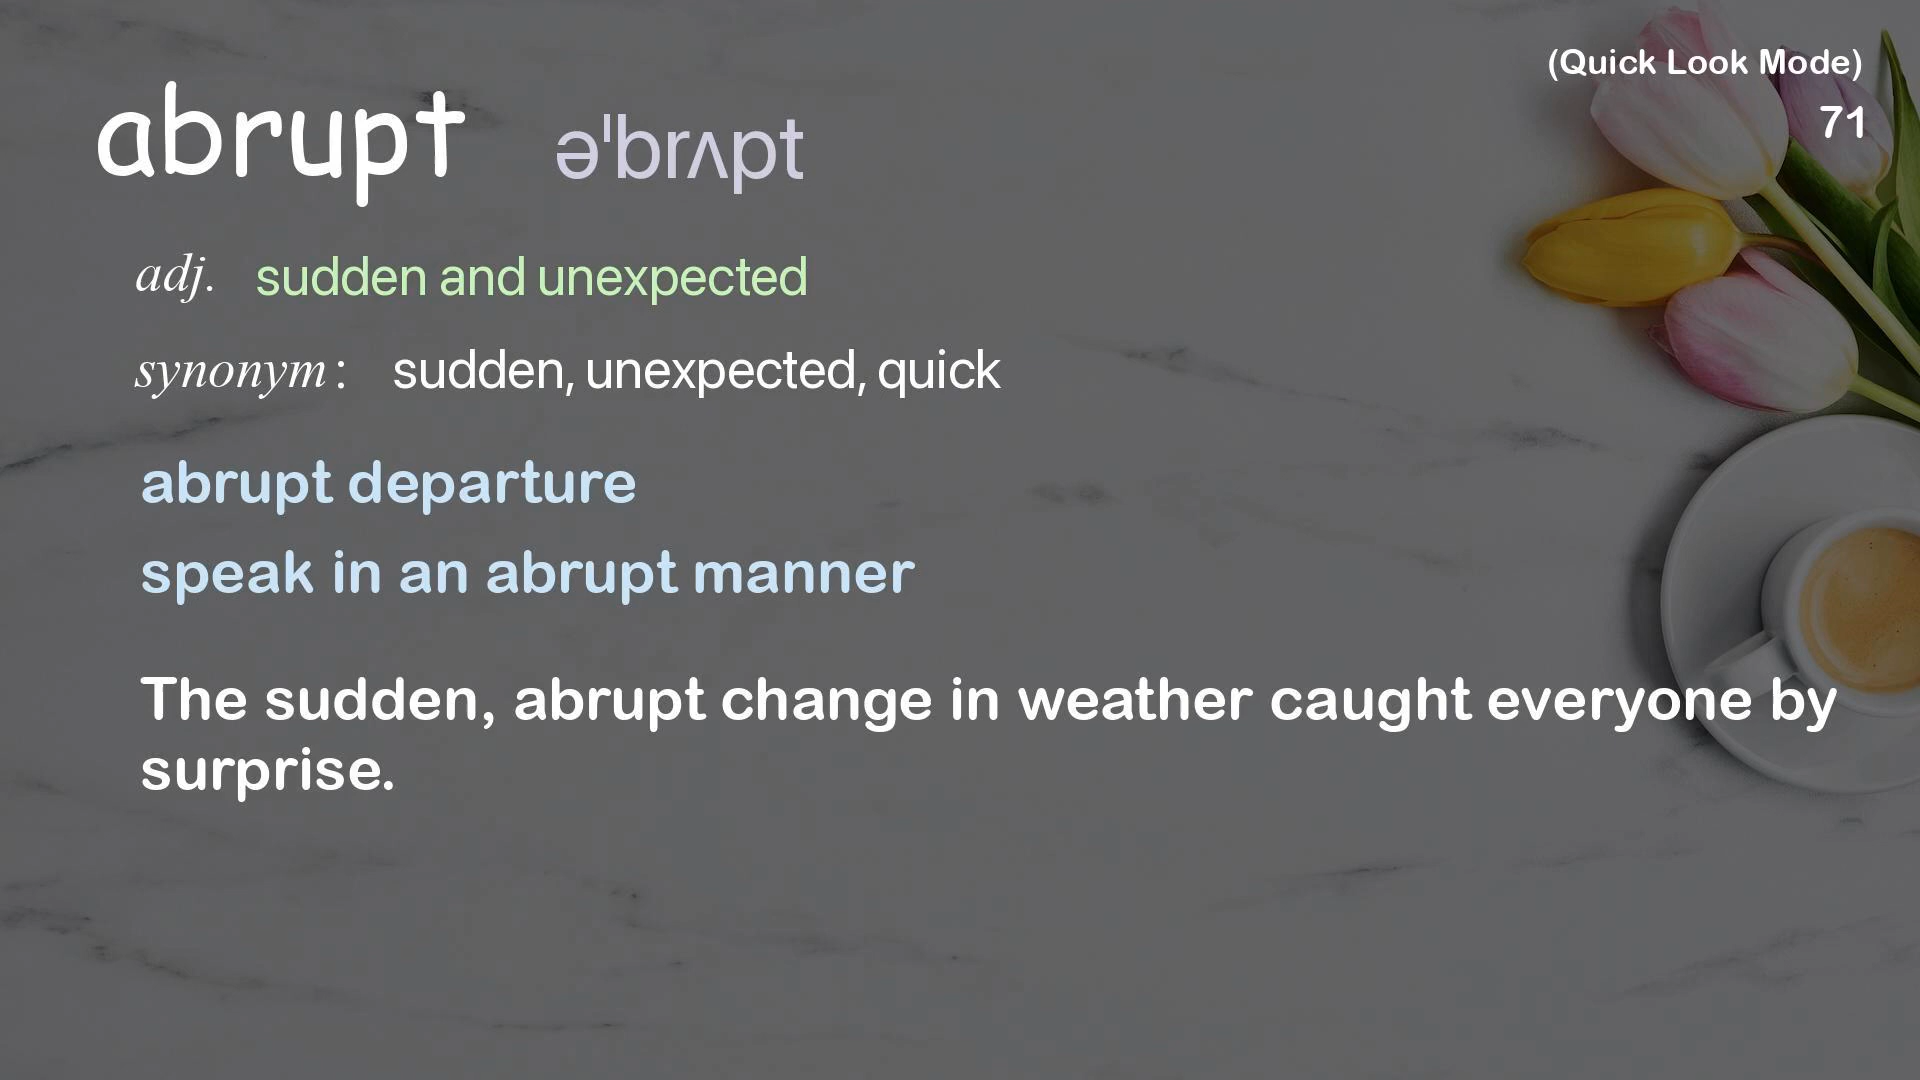 (Quick Look Mode)
71
abrupt əˈbrʌpt
adj. sudden and unexpected
synonym: sudden, unexpected, quick
abrupt departure
speak in an abrupt manner
The sudden, abrupt change in weather caught everyone by
surprise.